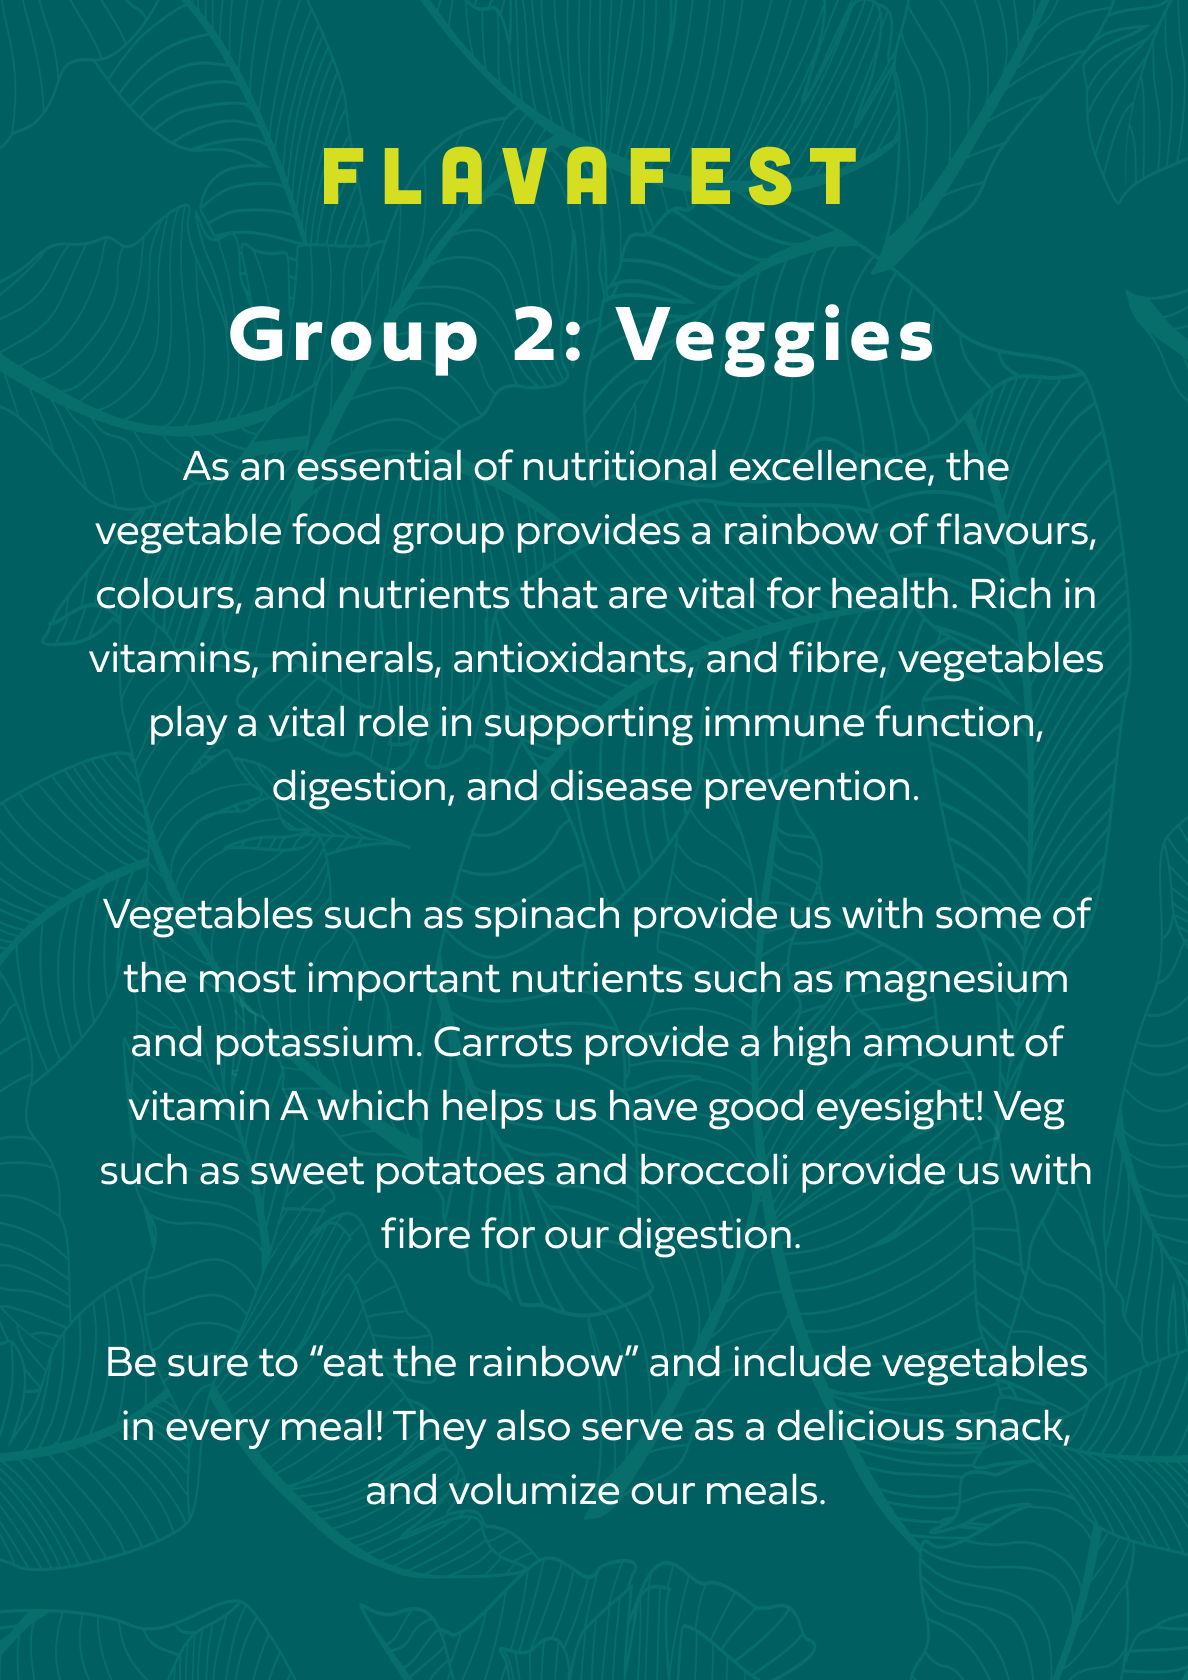 FLAVAFEST
Group 2: Veggies
As an essential of nutritional excellence, the
vegetable food group provides a rainbow of flavours,
colours, and nutrients that are vital for health. Rich in
vitamins, minerals, antioxidants, and fibre, vegetables
play a vital role in supporting immune function,
digestion, and disease prevention.
Vegetables such as spinach provide us with some of
the most important nutrients such as magnesium
and potassium. Carrots provide a high amount of
vitamin A which helps us have good eyesight! Veg
such as sweet potatoes and broccoli provide us with
fibre for our digestion.
Be sure to “eat the rainbow” and include vegetables
in every meal! They also serve as a delicious snack,
and volumize our meals.